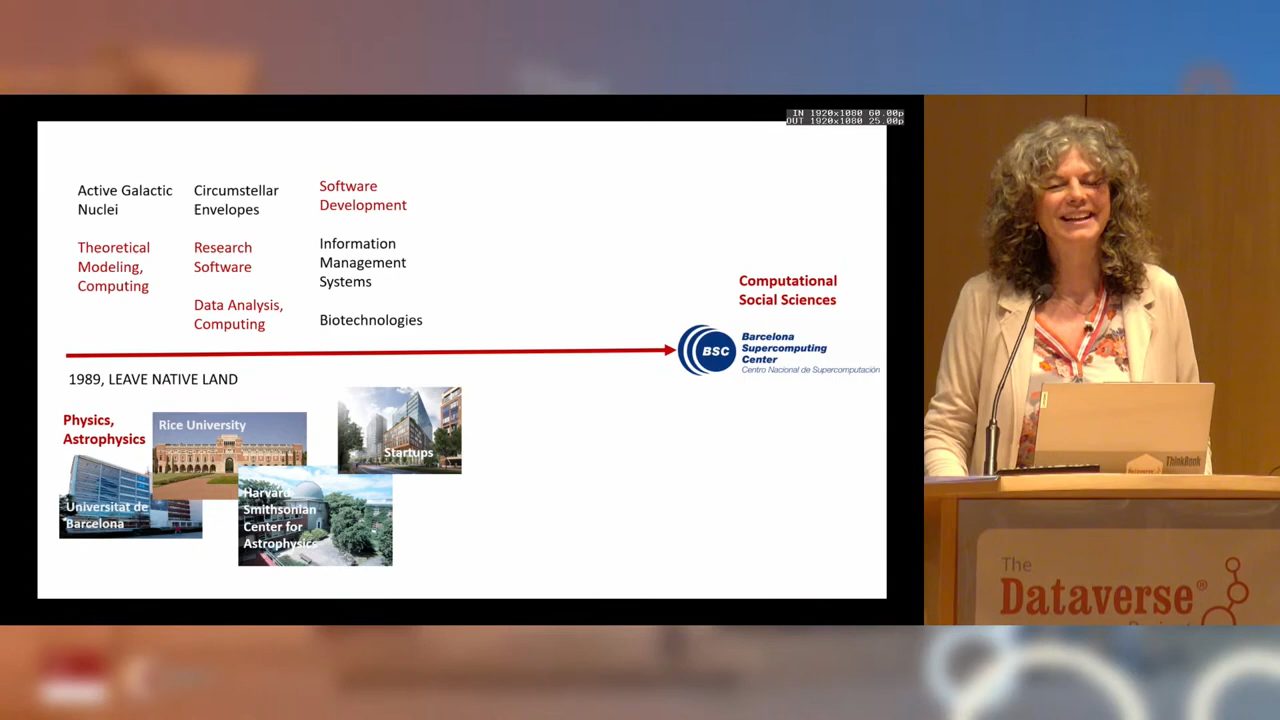 IN 1920x1080 60.00p
OUT 1920x1080 25.00p
Active Galactic
Nuclei
Theoretical
Modeling,
Computing
Circumstellar
Envelopes
Research
Software
Data Analysis,
Computing
Software
Development
Information
Management
Systems
Biotechnologies
Computational
Social Sciences
BSC
Barcelona
Supercomputing
Center
Centro Nacional de Supercomputación
1989, LEAVE NATIVE LAND
Physics,
Astrophysics
Universitat de
Barcelona
Rice University
Harvard
Smithsonian
Center for
Astrophysics
Startups
ThinkBook
The
Dataverse®
Project